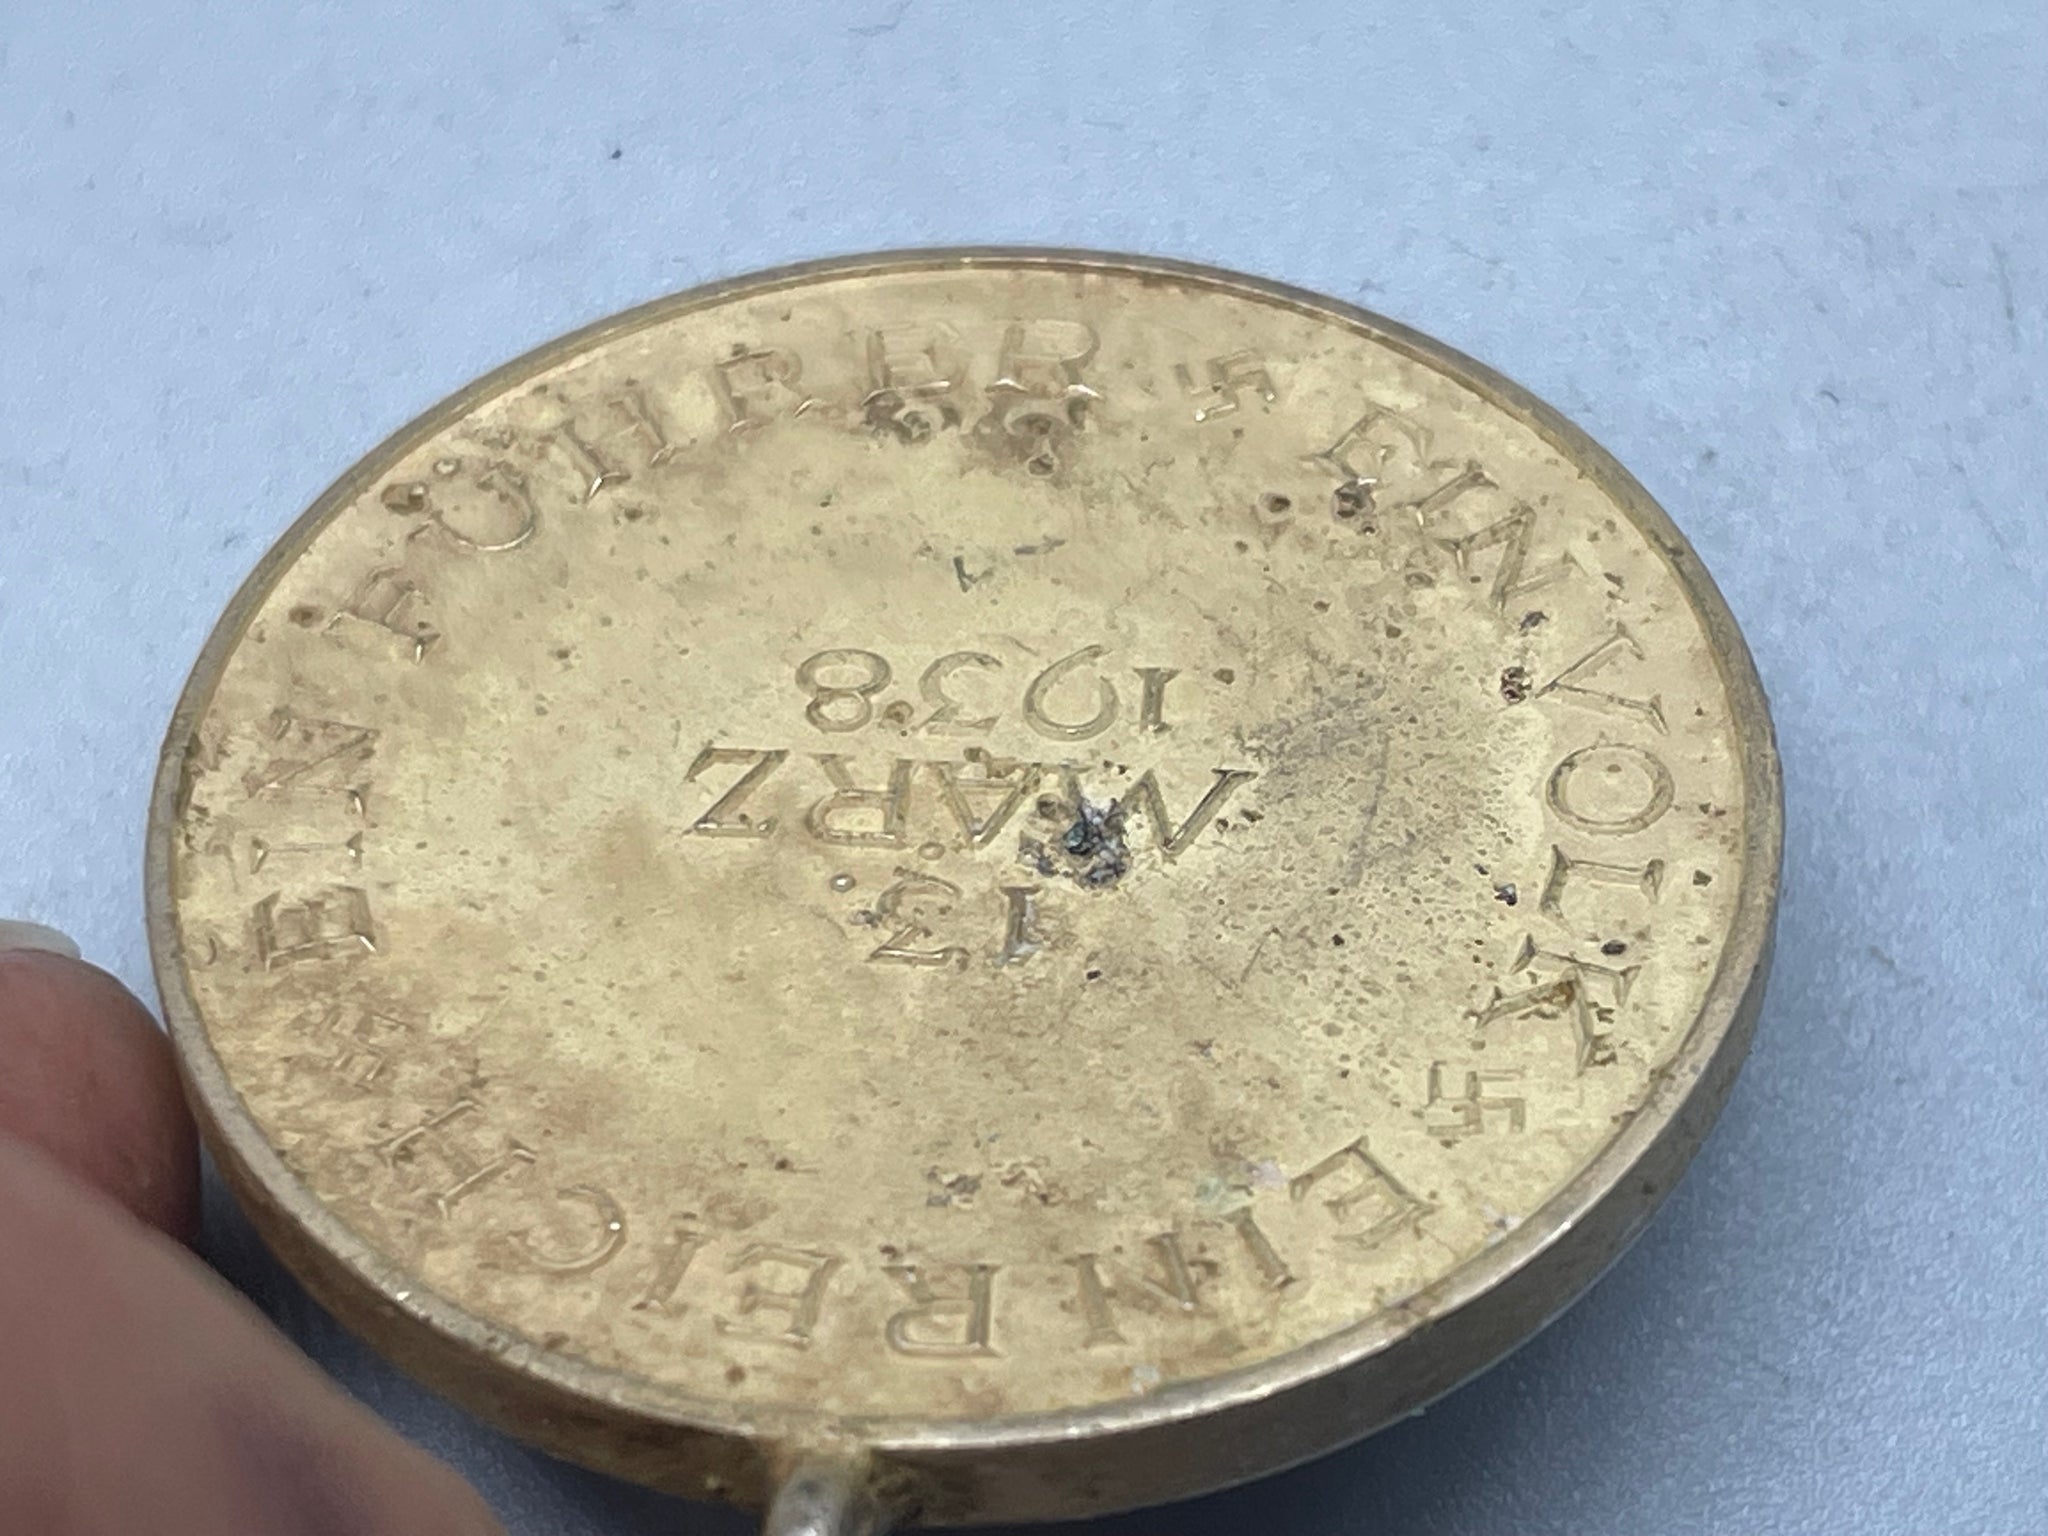 EIN VOLK EIN REICH EIN FÜHRER
13.
MÄRZ
1938